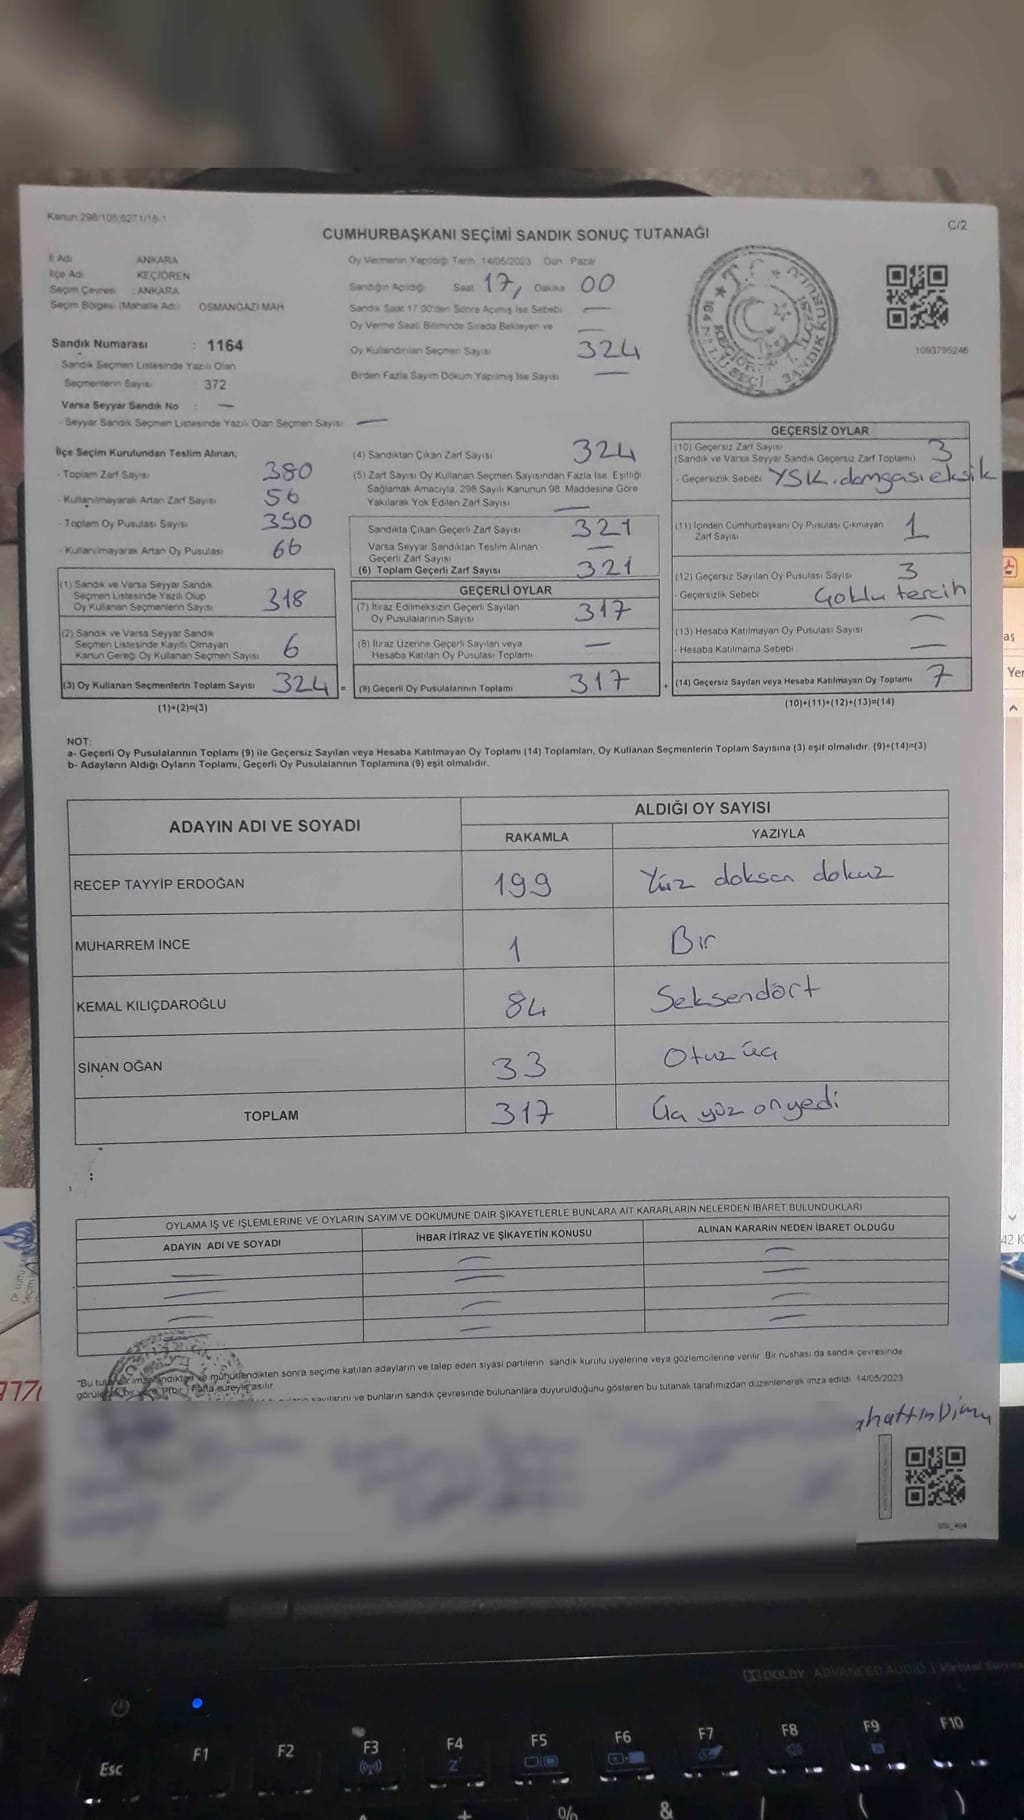 Kanun 298/105;6271/18-1
C/2
CUMHURBAŞKANI SEÇİMİ SANDIK SONUÇ TUTANAĞI
İl Adı ANKARA
İlçe Adı KEÇİÖREN
Seçim Çevresi : ANKARA
Seçim Bölgesi (Mahalle Adı) OSMANGAZİ MAH
Sandık Numarası : 1164
- Sandık Seçmen Listesinde Yazılı Olan
Seçmenlerin Sayısı : 372
Varsa Seyyar Sandık No : —
- Seyyar Sandık Seçmen Listesinde Yazılı Olan Seçmen Sayısı: —
Oy Vermenin Yapıldığı Tarih 14/05/2023 Gün Pazar
Sandığın Açıldığı Saat 17, Dakika 00
Sandık Saat 17:00'den Sonra Açılmış İse Sebebi —
Oy Verme Saati Bitiminde Sırada Bekleyen ve —
Oy Kullandırılan Seçmen Sayısı 324
Birden Fazla Sayım Döküm Yapılmış İse Sayısı —
1093795246
İlçe Seçim Kurulundan Teslim Alınan;
- Toplam Zarf Sayısı 380
- Kullanılmayarak Artan Zarf Sayısı 56
- Toplam Oy Pusulası Sayısı 390
- Kullanılmayarak Artan Oy Pusulası 66
(1) Sandık ve Varsa Seyyar Sandık
Seçmen Listesinde Yazılı Olup
Oy Kullanan Seçmenlerin Sayısı 318
(2) Sandık ve Varsa Seyyar Sandık
Seçmen Listesinde Kayıtlı Olmayan
Kanun Gereği Oy Kullanan Seçmen Sayısı 6
(3) Oy Kullanan Seçmenlerin Toplam Sayısı 324 =
(1)+(2)=(3)
(4) Sandıktan Çıkan Zarf Sayısı 324
(5) Zarf Sayısı Oy Kullanan Seçmen Sayısından Fazla İse, Eşitliği
Sağlamak Amacıyla, 298 Sayılı Kanunun 98. Maddesine Göre
Yakılarak Yok Edilen Zarf Sayısı —
Sandıkta Çıkan Geçerli Zarf Sayısı 321
Varsa Seyyar Sandıktan Teslim Alınan
Geçerli Zarf Sayısı —
(6) Toplam Geçerli Zarf Sayısı 321
GEÇERLİ OYLAR
(7) İtiraz Edilmeksizin Geçerli Sayılan
Oy Pusulalarının Sayısı 317
(8) İtiraz Üzerine Geçerli Sayılan veya
Hesaba Katılan Oy Pusulası Toplamı —
(9) Geçerli Oy Pusulalarının Toplamı 317 +
GEÇERSİZ OYLAR
(10) Geçersiz Zarf Sayısı 3
(Sandık ve Varsa Seyyar Sandık Geçersiz Zarf Toplamı)
- Geçersizlik Sebebi YSK. damgası eksik
(11) İçinden Cumhurbaşkanı Oy Pusulası Çıkmayan
Zarf Sayısı 1
(12) Geçersiz Sayılan Oy Pusulası Sayısı 3
- Geçersizlik Sebebi Çoklu tercih
(13) Hesaba Katılmayan Oy Pusulası Sayısı —
- Hesaba Katılmama Sebebi —
(14) Geçersiz Sayılan veya Hesaba Katılmayan Oy Toplamı 7
(10)+(11)+(12)+(13)=(14)
NOT:
a- Geçerli Oy Pusulalarının Toplamı (9) ile Geçersiz Sayılan veya Hesaba Katılmayan Oy Toplamı (14) Toplamları, Oy Kullanan Seçmenlerin Toplam Sayısına (3) eşit olmalıdır. (9)+(14)=(3)
b- Adayların Aldığı Oyların Toplamı, Geçerli Oy Pusulalarının Toplamına (9) eşit olmalıdır.
ADAYIN ADI VE SOYADI
ALDIĞI OY SAYISI
RAKAMLA YAZIYLA
RECEP TAYYİP ERDOĞAN 199 Yüz doksan dokuz
MUHARREM İNCE 1 Bir
KEMAL KILIÇDAROĞLU 84 Seksendört
SİNAN OĞAN 33 Otuz üç
TOPLAM 317 Üç yüz onyedi
OYLAMA İŞ VE İŞLEMLERİNE VE OYLARIN SAYIM VE DÖKÜMÜNE DAİR ŞİKAYETLERLE BUNLARA AİT KARARLARIN NELERDEN İBARET BULUNDUKLARI
ADAYIN ADI VE SOYADI İHBAR İTİRAZ VE ŞİKAYETİN KONUSU ALINAN KARARIN NEDEN İBARET OLDUĞU
mühürlendikten sonra seçime katılan adayların ve talep eden siyasi partilerin sandık kurulu üyelerine veya gözlemcilerine verilir. Bir nüshası da sandık çevresinde
hafta süreyle asılır.
sayılarını ve bunların sandık çevresinde bulunanlara duyurulduğunu gösteren bu tutanak tarafımızdan düzenlenerek imza edildi. 14/05/2023
DOLBY ADVANCED AUDIO
Esc F1 F2 F3 F4 F5 F6 F7 F8 F9 F10
+ % & / ( )